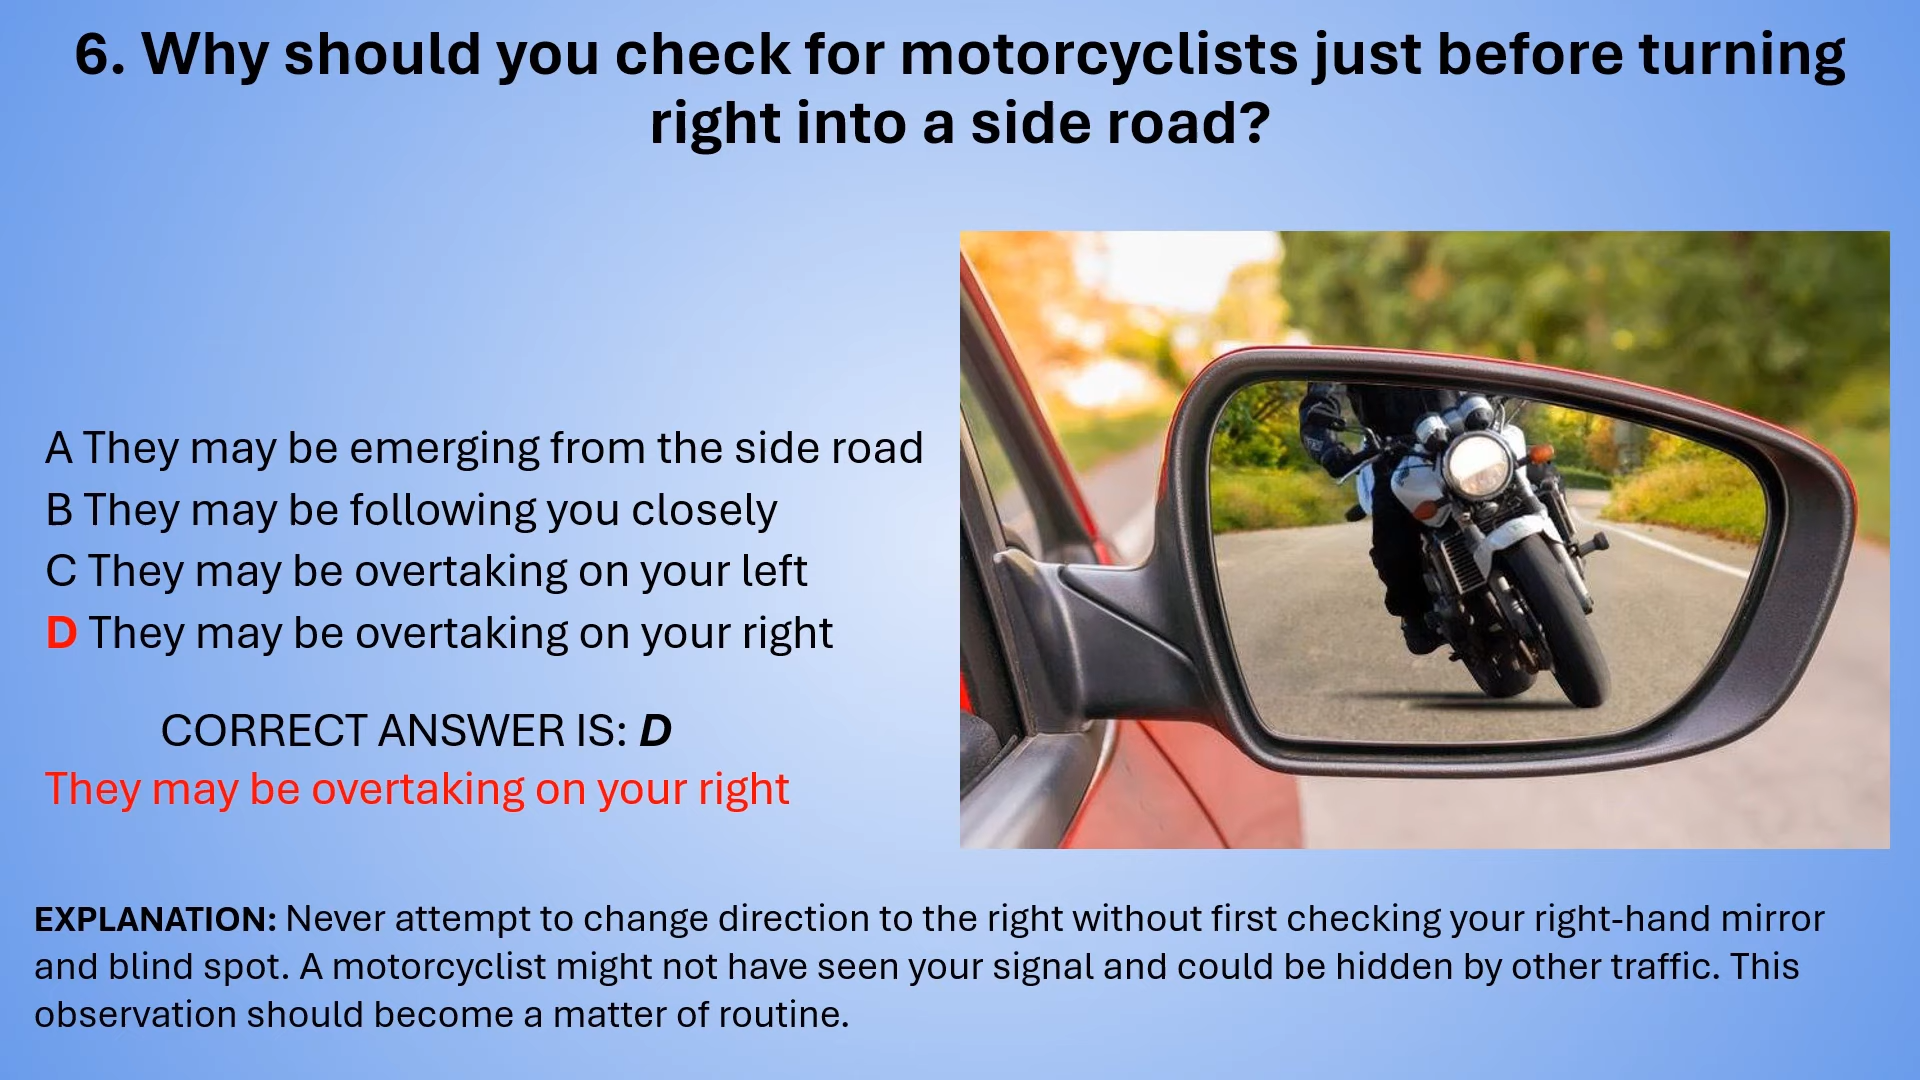 6. Why should you check for motorcyclists just before turning
right into a side road?
A They may be emerging from the side road
B They may be following you closely
C They may be overtaking on your left
D They may be overtaking on your right
CORRECT ANSWER IS: D
They may be overtaking on your right
EXPLANATION: Never attempt to change direction to the right without first checking your right-hand mirror
and blind spot. A motorcyclist might not have seen your signal and could be hidden by other traffic. This
observation should become a matter of routine.